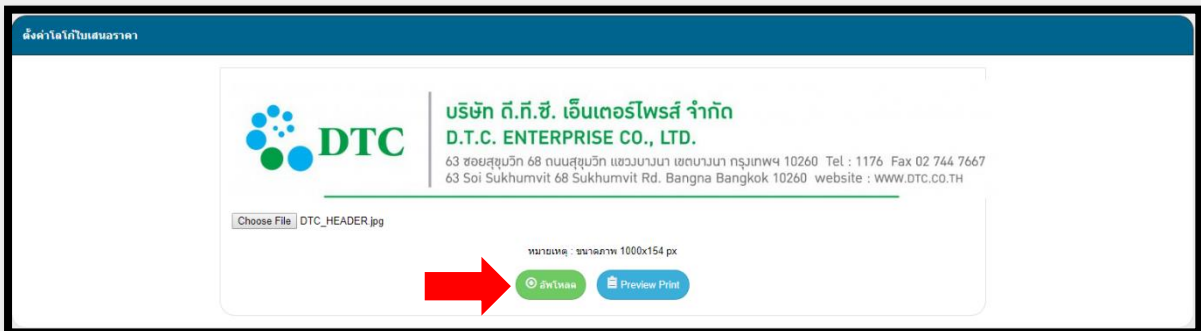 ตั้งค่าโลโก้ใบเสนอราคา
DTC
บริษัท ดี.ที.ซี. เอ็นเตอร์ไพรส์ จำกัด
D.T.C. ENTERPRISE CO., LTD.
63 ซอยสุขุมวิท 68 ถนนสุขุมวิท แขวงบางนา เขตบางนา กรุงเทพฯ 10260 Tel : 1176 Fax 02 744 7667
63 Soi Sukhumvit 68 Sukhumvit Rd. Bangna Bangkok 10260 website : WWW.DTC.CO.TH
Choose File DTC_HEADER.jpg
หมายเหตุ : ขนาดภาพ 1000x154 px
อัพโหลด Preview Print